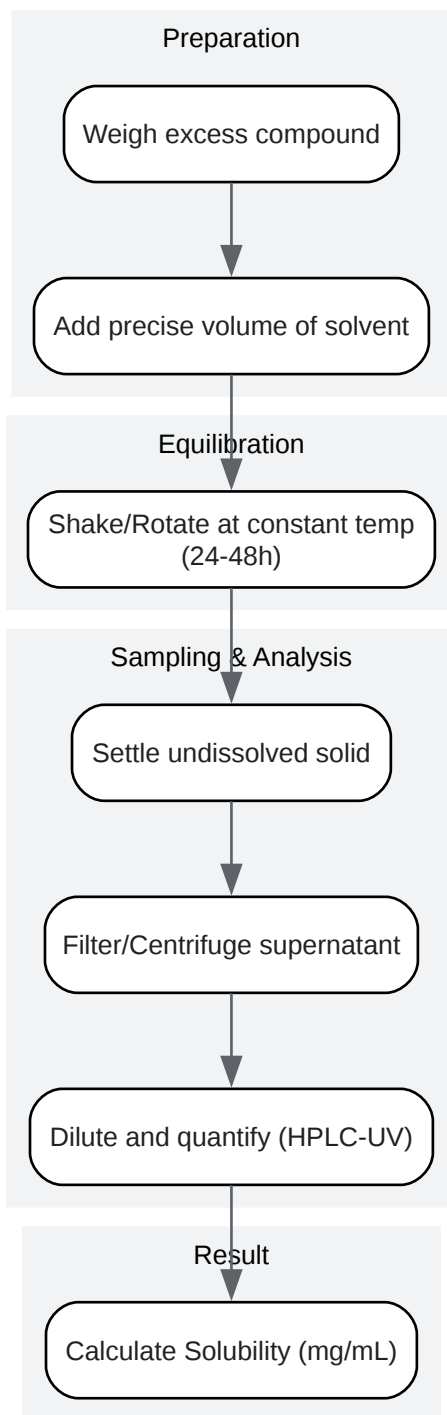 Preparation
Weigh excess compound
Add precise volume of solvent
Equilibration
Shake/Rotate at constant temp
(24-48h)
Sampling & Analysis
Settle undissolved solid
Filter/Centrifuge supernatant
Dilute and quantify (HPLC-UV)
Result
Calculate Solubility (mg/mL)